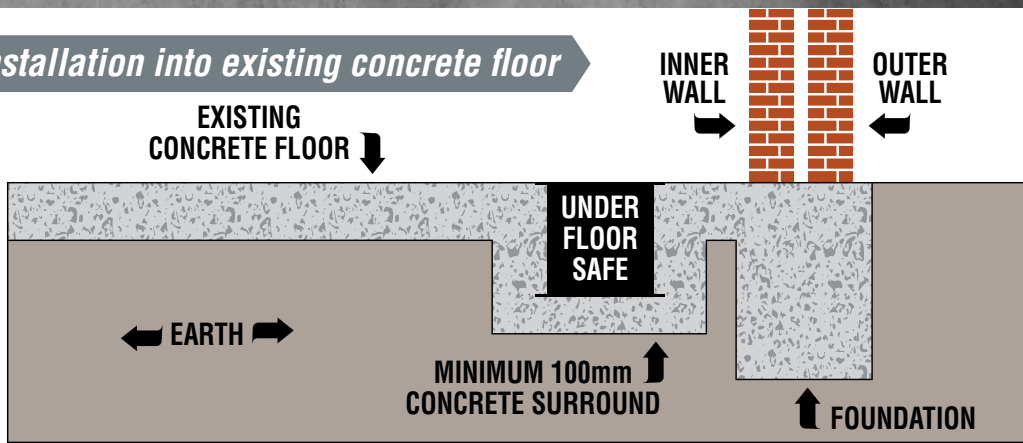 stallation into existing concrete floor
INNER
WALL
OUTER
WALL
EXISTING
CONCRETE FLOOR
UNDER
FLOOR
SAFE
EARTH
MINIMUM 100mm
CONCRETE SURROUND
FOUNDATION